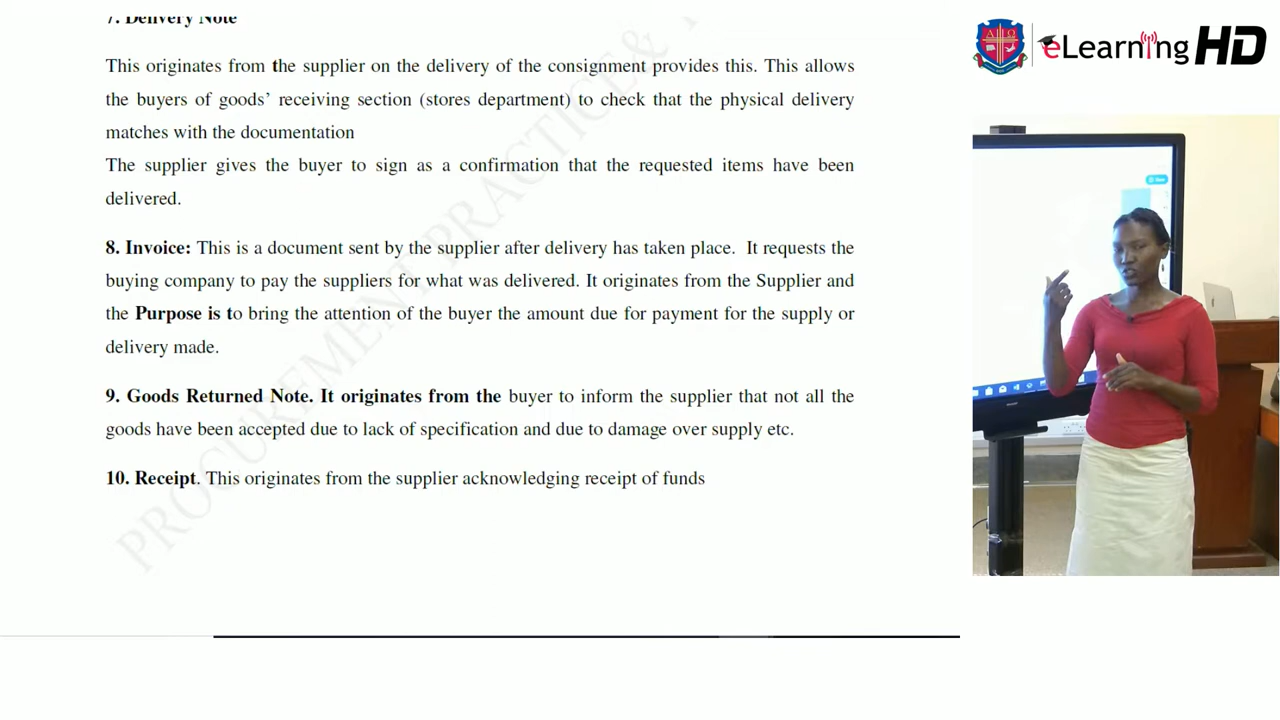 7. Delivery Note
This originates from the supplier on the delivery of the consignment provides this. This allows
the buyers of goods’ receiving section (stores department) to check that the physical delivery
matches with the documentation
The supplier gives the buyer to sign as a confirmation that the requested items have been
delivered.
8. Invoice: This is a document sent by the supplier after delivery has taken place. It requests the
buying company to pay the suppliers for what was delivered. It originates from the Supplier and
the Purpose is to bring the attention of the buyer the amount due for payment for the supply or
delivery made.
9. Goods Returned Note. It originates from the buyer to inform the supplier that not all the
goods have been accepted due to lack of specification and due to damage over supply etc.
10. Receipt. This originates from the supplier acknowledging receipt of funds
PROCUREMENT PRACTICE &
eLearning HD